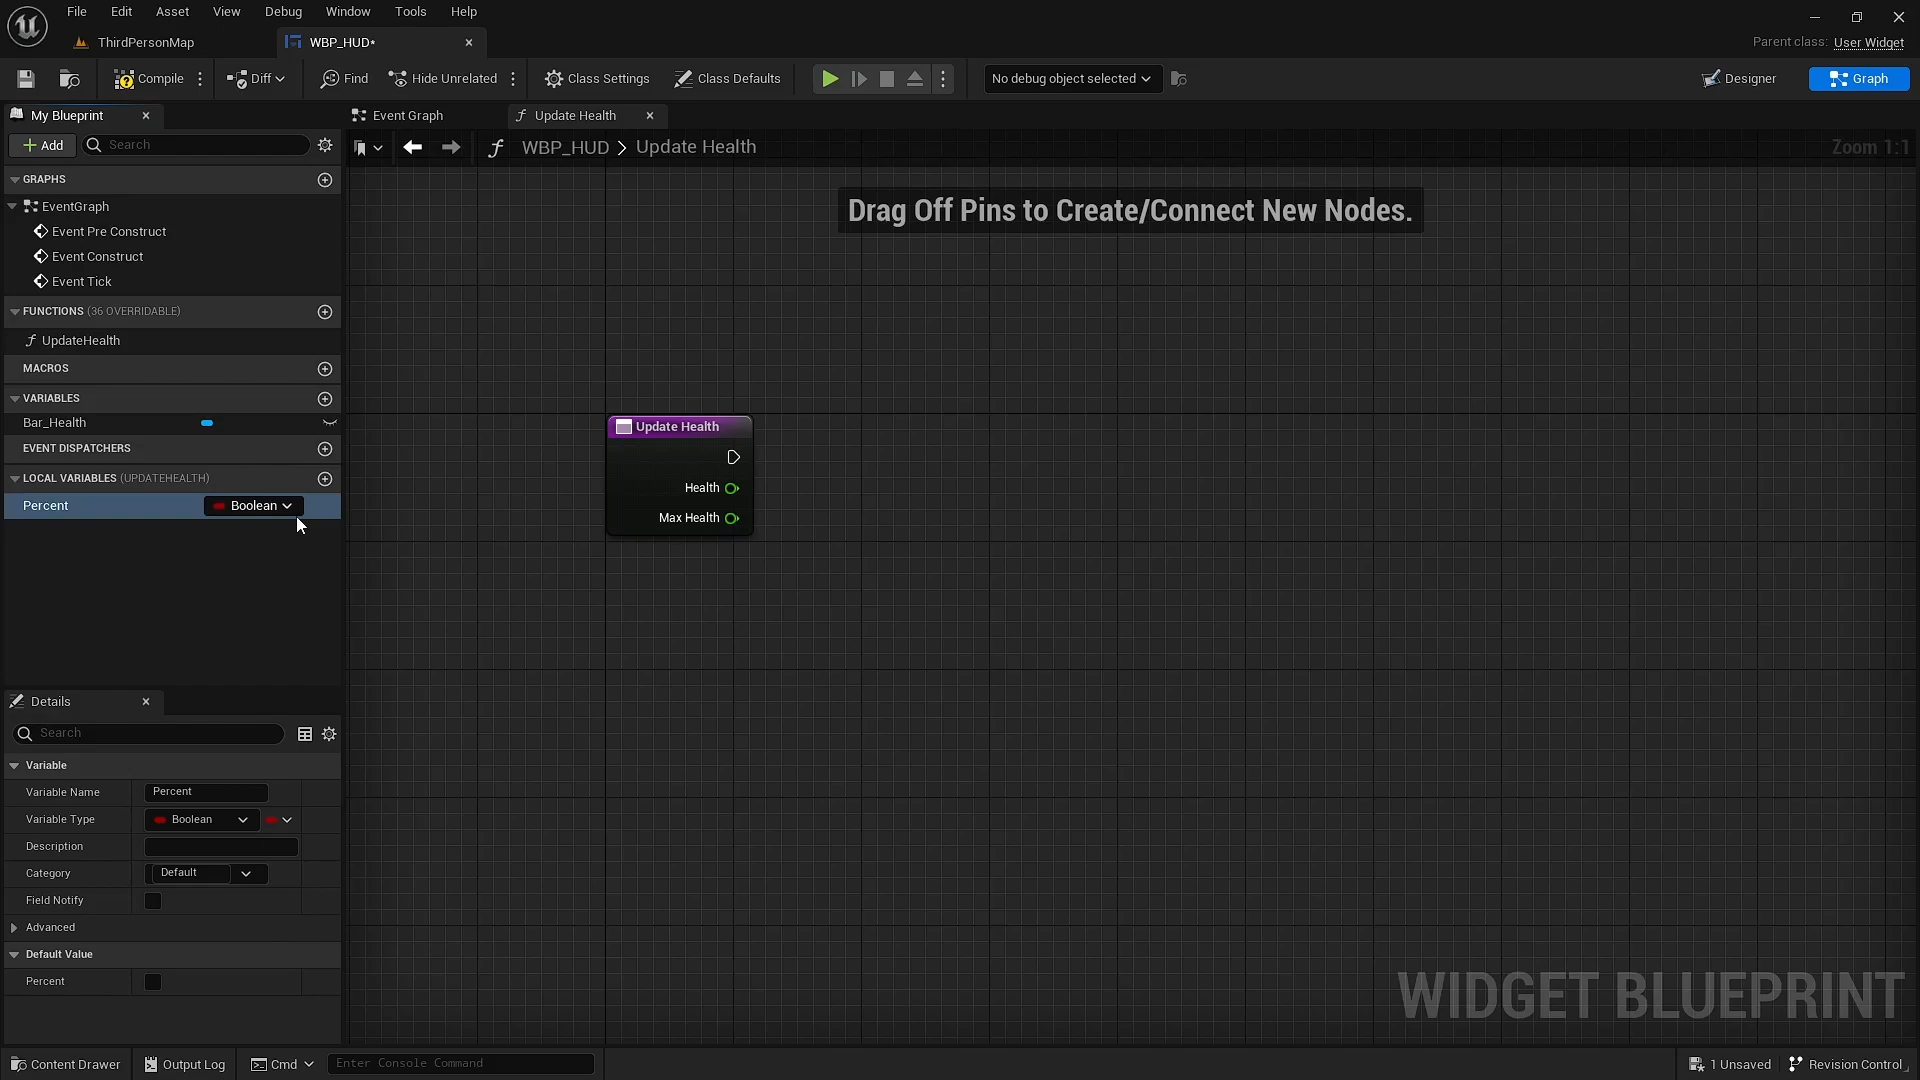 File Edit Asset View Debug Window Tools Help
ThirdPersonMap
WBP_HUD*
Parent class: User Widget
Compile
Diff
Find
Hide Unrelated
Class Settings
Class Defaults
No debug object selected
Designer
Graph
My Blueprint
Event Graph
Update Health
Add
Search
WBP_HUD > Update Health
Zoom 1:1
GRAPHS
EventGraph
Event Pre Construct
Event Construct
Event Tick
FUNCTIONS (36 OVERRIDABLE)
UpdateHealth
MACROS
VARIABLES
Bar_Health
EVENT DISPATCHERS
LOCAL VARIABLES (UPDATEHEALTH)
Percent Boolean
Drag Off Pins to Create/Connect New Nodes.
Update Health
Health
Max Health
Details
Search
Variable
Variable Name Percent
Variable Type Boolean
Description
Category Default
Field Notify
Advanced
Default Value
Percent
WIDGET BLUEPRINT
Content Drawer
Output Log
Cmd
Enter Console Command
1 Unsaved
Revision Control